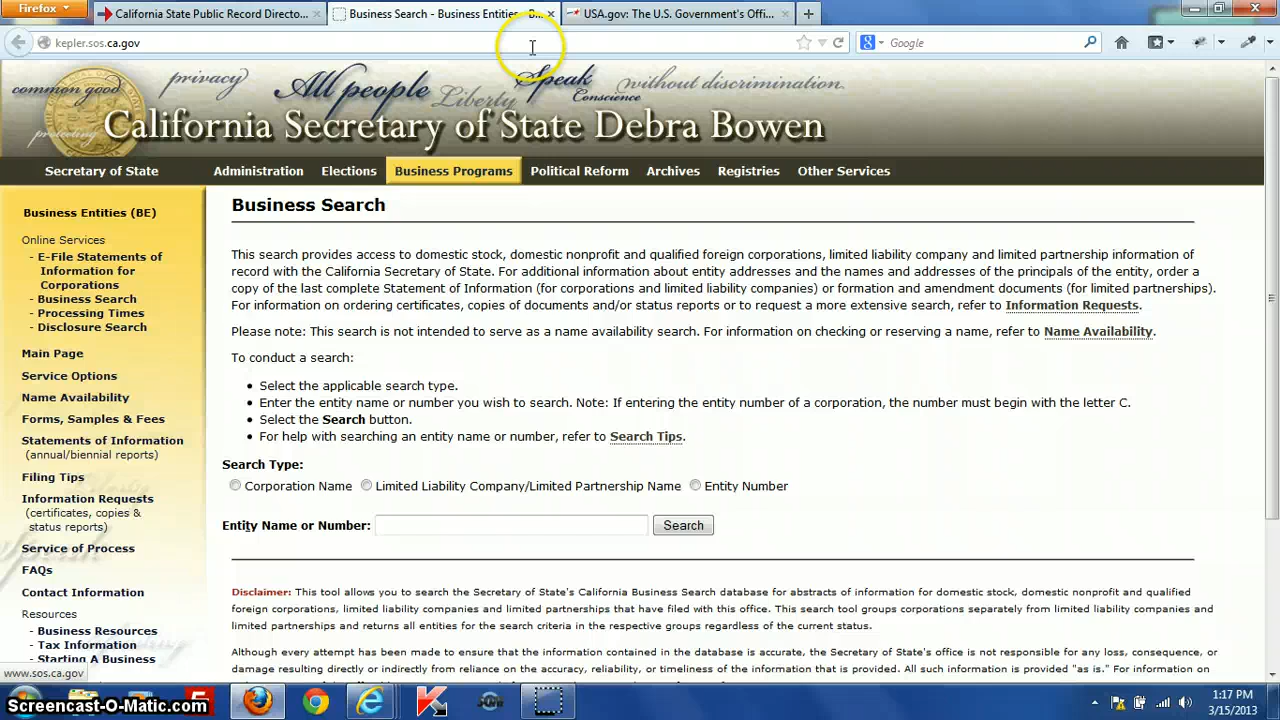 Firefox
California State Public Record Directo...
Business Search - Business Entities - B...
USA.gov: The U.S. Government's Offi...
kepler.sos.ca.gov
Google
common good
privacy
All people
Liberty
Speak
Conscience
without discrimination.
protecting
California Secretary of State Debra Bowen
Secretary of State
Administration
Elections
Business Programs
Political Reform
Archives
Registries
Other Services
Business Entities (BE)
Online Services
- E-File Statements of
Information for
Corporations
- Business Search
- Processing Times
- Disclosure Search
Main Page
Service Options
Name Availability
Forms, Samples & Fees
Statements of Information
(annual/biennial reports)
Filing Tips
Information Requests
(certificates, copies &
status reports)
Service of Process
FAQs
Contact Information
Resources
- Business Resources
- Tax Information
- Starting A Business
Business Search
This search provides access to domestic stock, domestic nonprofit and qualified foreign corporations, limited liability company and limited partnership information of
record with the California Secretary of State. For additional information about entity addresses and the names and addresses of the principals of the entity, order a
copy of the last complete Statement of Information (for corporations and limited liability companies) or formation and amendment documents (for limited partnerships).
For information on ordering certificates, copies of documents and/or status reports or to request a more extensive search, refer to Information Requests.
Please note: This search is not intended to serve as a name availability search. For information on checking or reserving a name, refer to Name Availability.
To conduct a search:
• Select the applicable search type.
• Enter the entity name or number you wish to search. Note: If entering the entity number of a corporation, the number must begin with the letter C.
• Select the Search button.
• For help with searching an entity name or number, refer to Search Tips.
Search Type:
Corporation Name
Limited Liability Company/Limited Partnership Name
Entity Number
Entity Name or Number:
Search
Disclaimer: This tool allows you to search the Secretary of State's California Business Search database for abstracts of information for domestic stock, domestic nonprofit and qualified
foreign corporations, limited liability companies and limited partnerships that have filed with this office. This search tool groups corporations separately from limited liability companies and
limited partnerships and returns all entities for the search criteria in the respective groups regardless of the current status.
Although every attempt has been made to ensure that the information contained in the database is accurate, the Secretary of State's office is not responsible for any loss, consequence, or
damage resulting directly or indirectly from reliance on the accuracy, reliability, or timeliness of the information that is provided. All such information is provided "as is." For information on
www.sos.ca.gov
Screencast-O-Matic.com
1:17 PM
3/15/2013